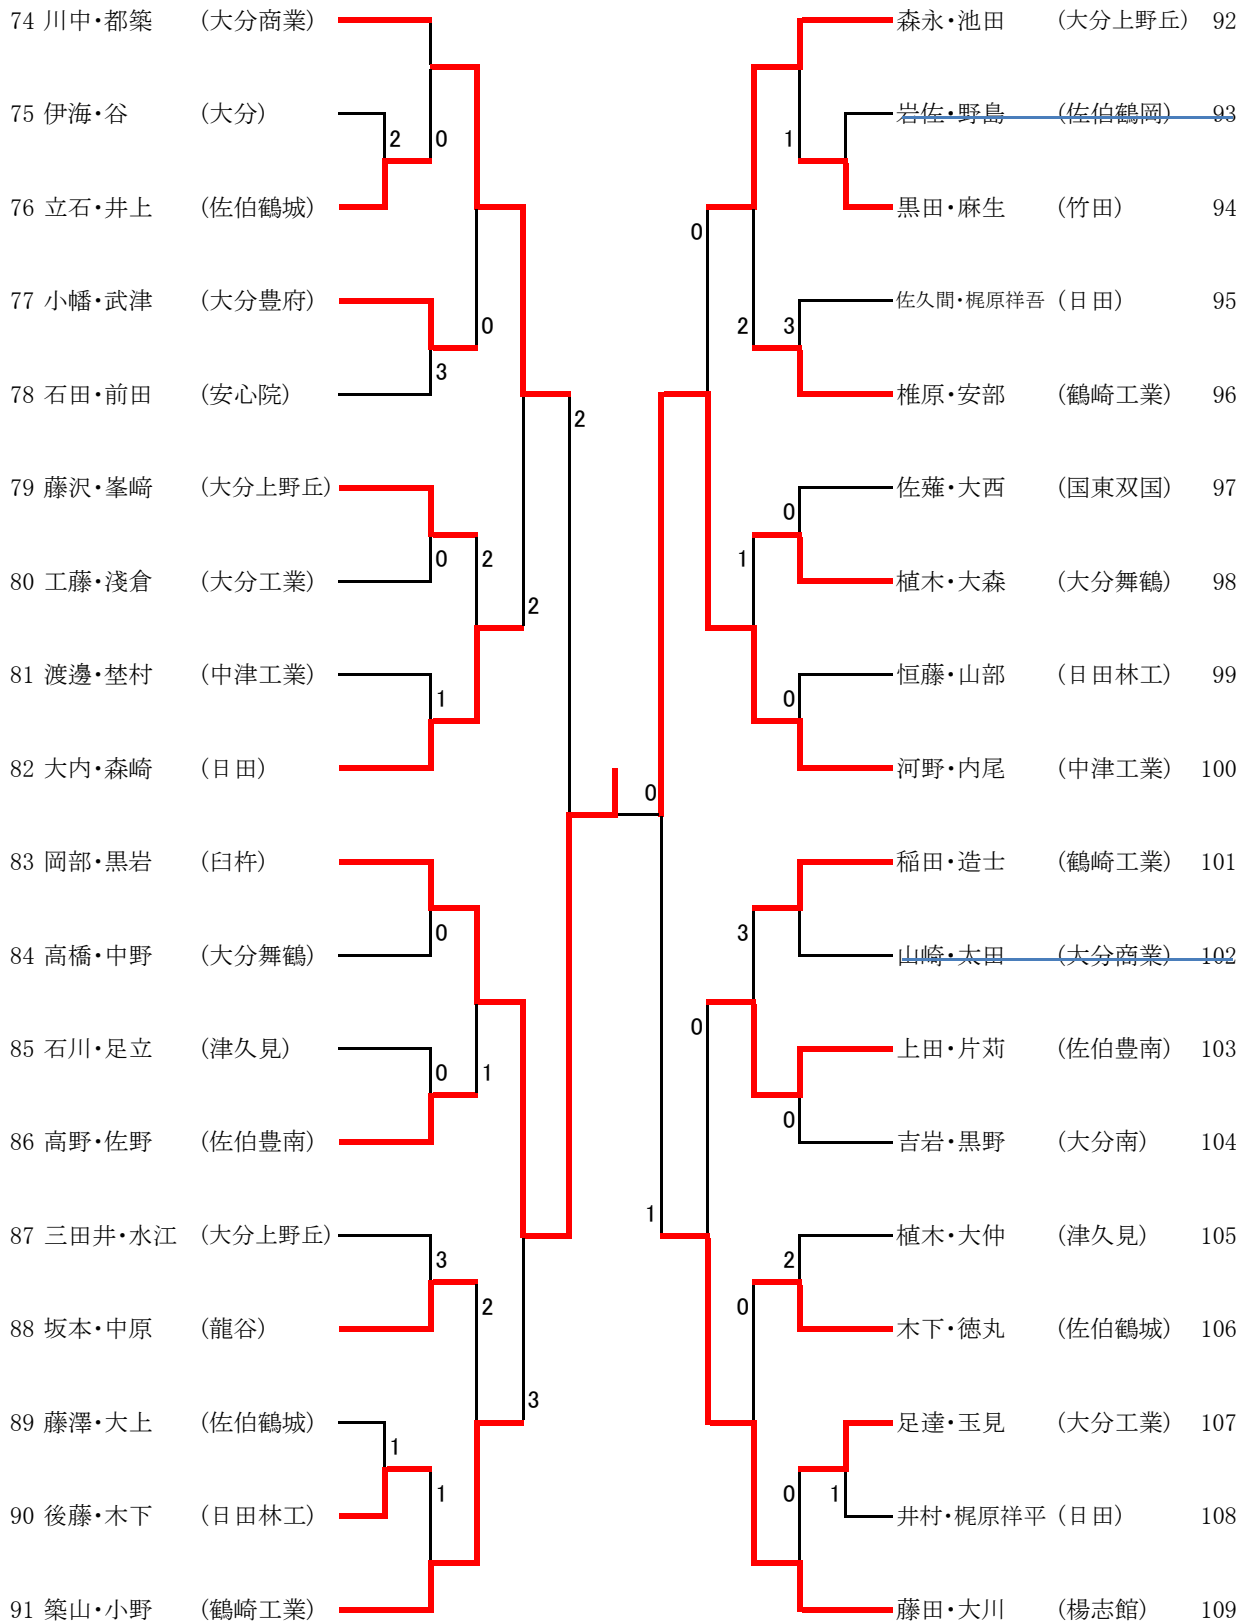 74 川中・都築 (大分商業)
75 伊海・谷 (大分)
2
0
76 立石・井上 (佐伯鶴城)
77 小幡・武津 (大分豊府)
0
3
78 石田・前田 (安心院)
2
79 藤沢・峯﨑 (大分上野丘)
0
2
80 工藤・淺倉 (大分工業)
2
81 渡邊・埜村 (中津工業)
1
82 大内・森崎 (日田)
0
83 岡部・黒岩 (臼杵)
0
84 高橋・中野 (大分舞鶴)
85 石川・足立 (津久見)
0
1
86 高野・佐野 (佐伯豊南)
87 三田井・水江 (大分上野丘)
3
2
88 坂本・中原 (龍谷)
3
89 藤澤・大上 (佐伯鶴城)
1
1
90 後藤・木下 (日田林工)
91 築山・小野 (鶴崎工業)
森永・池田 (大分上野丘) 92
岩佐・野島 (佐伯鶴岡) 93
1
黒田・麻生 (竹田) 94
0
佐久間・梶原祥吾 (日田) 95
2
3
椎原・安部 (鶴崎工業) 96
佐薙・大西 (国東双国) 97
0
1
植木・大森 (大分舞鶴) 98
恒藤・山部 (日田林工) 99
0
河野・内尾 (中津工業) 100
稲田・造士 (鶴崎工業) 101
3
山崎・太田 (大分商業) 102
0
上田・片苅 (佐伯豊南) 103
0
吉岩・黒野 (大分南) 104
1
植木・大仲 (津久見) 105
2
0
木下・徳丸 (佐伯鶴城) 106
足達・玉見 (大分工業) 107
0
1
井村・梶原祥平 (日田) 108
藤田・大川 (楊志館) 109